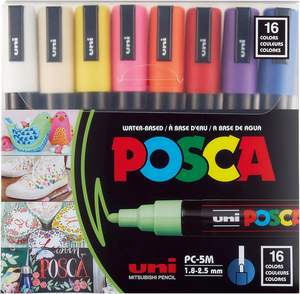 uni uni uni uni uni uni uni uni
16
COLORS
COULEURS
COLORES
WATER-BASED / À BASE D'EAU / A BASE DE AGUA
POSCA
uni POSCA
POSCA
uni
MITSUBISHI PENCIL
PC-5M
1.8-2.5 mm
16
COLORS
COULEURS
COLORES